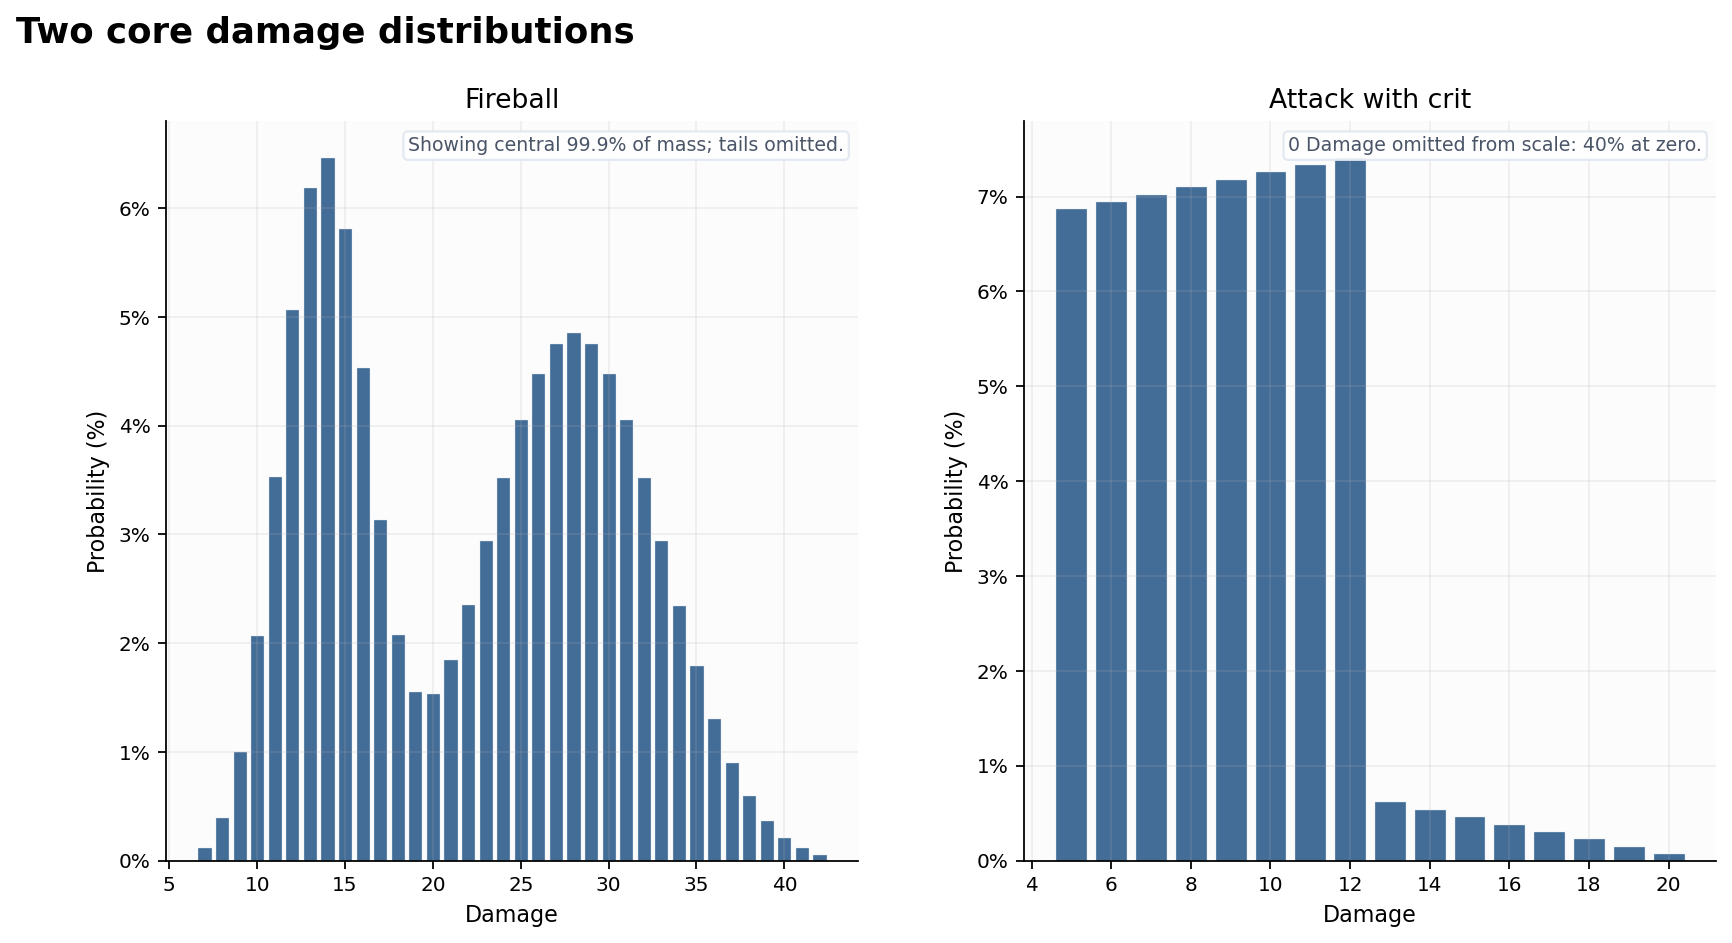 Two core damage distributions
Fireball
Showing central 99.9% of mass; tails omitted.
Probability (%)
6%
5%
4%
3%
2%
1%
0%
5 10 15 20 25 30 35 40
Damage
Attack with crit
0 Damage omitted from scale: 40% at zero.
Probability (%)
7%
6%
5%
4%
3%
2%
1%
0%
4 6 8 10 12 14 16 18 20
Damage